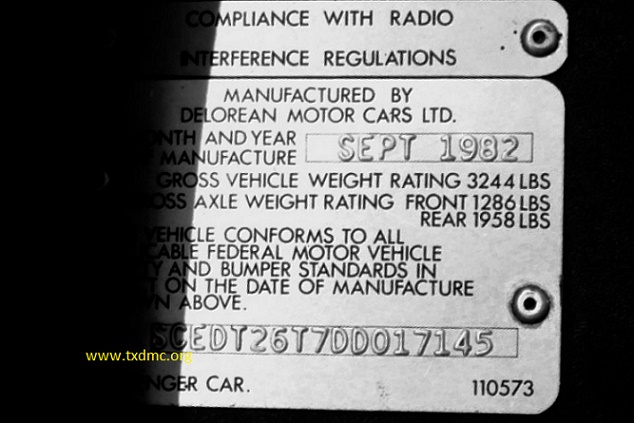 COMPLIANCE WITH RADIO
INTERFERENCE REGULATIONS
MANUFACTURED BY
DELOREAN MOTOR CARS LTD.
ONTH AND YEAR
F MANUFACTURE SEPT 1982
GROSS VEHICLE WEIGHT RATING 3244 LBS
OSS AXLE WEIGHT RATING FRONT 1286 LBS
REAR 1958 LBS
VEHICLE CONFORMS TO ALL
CABLE FEDERAL MOTOR VEHICLE
TY AND BUMPER STANDARDS IN
T ON THE DATE OF MANUFACTURE
WN ABOVE.
SCEDT26T7DD017145
www.txdmc.org
NGER CAR. 110573